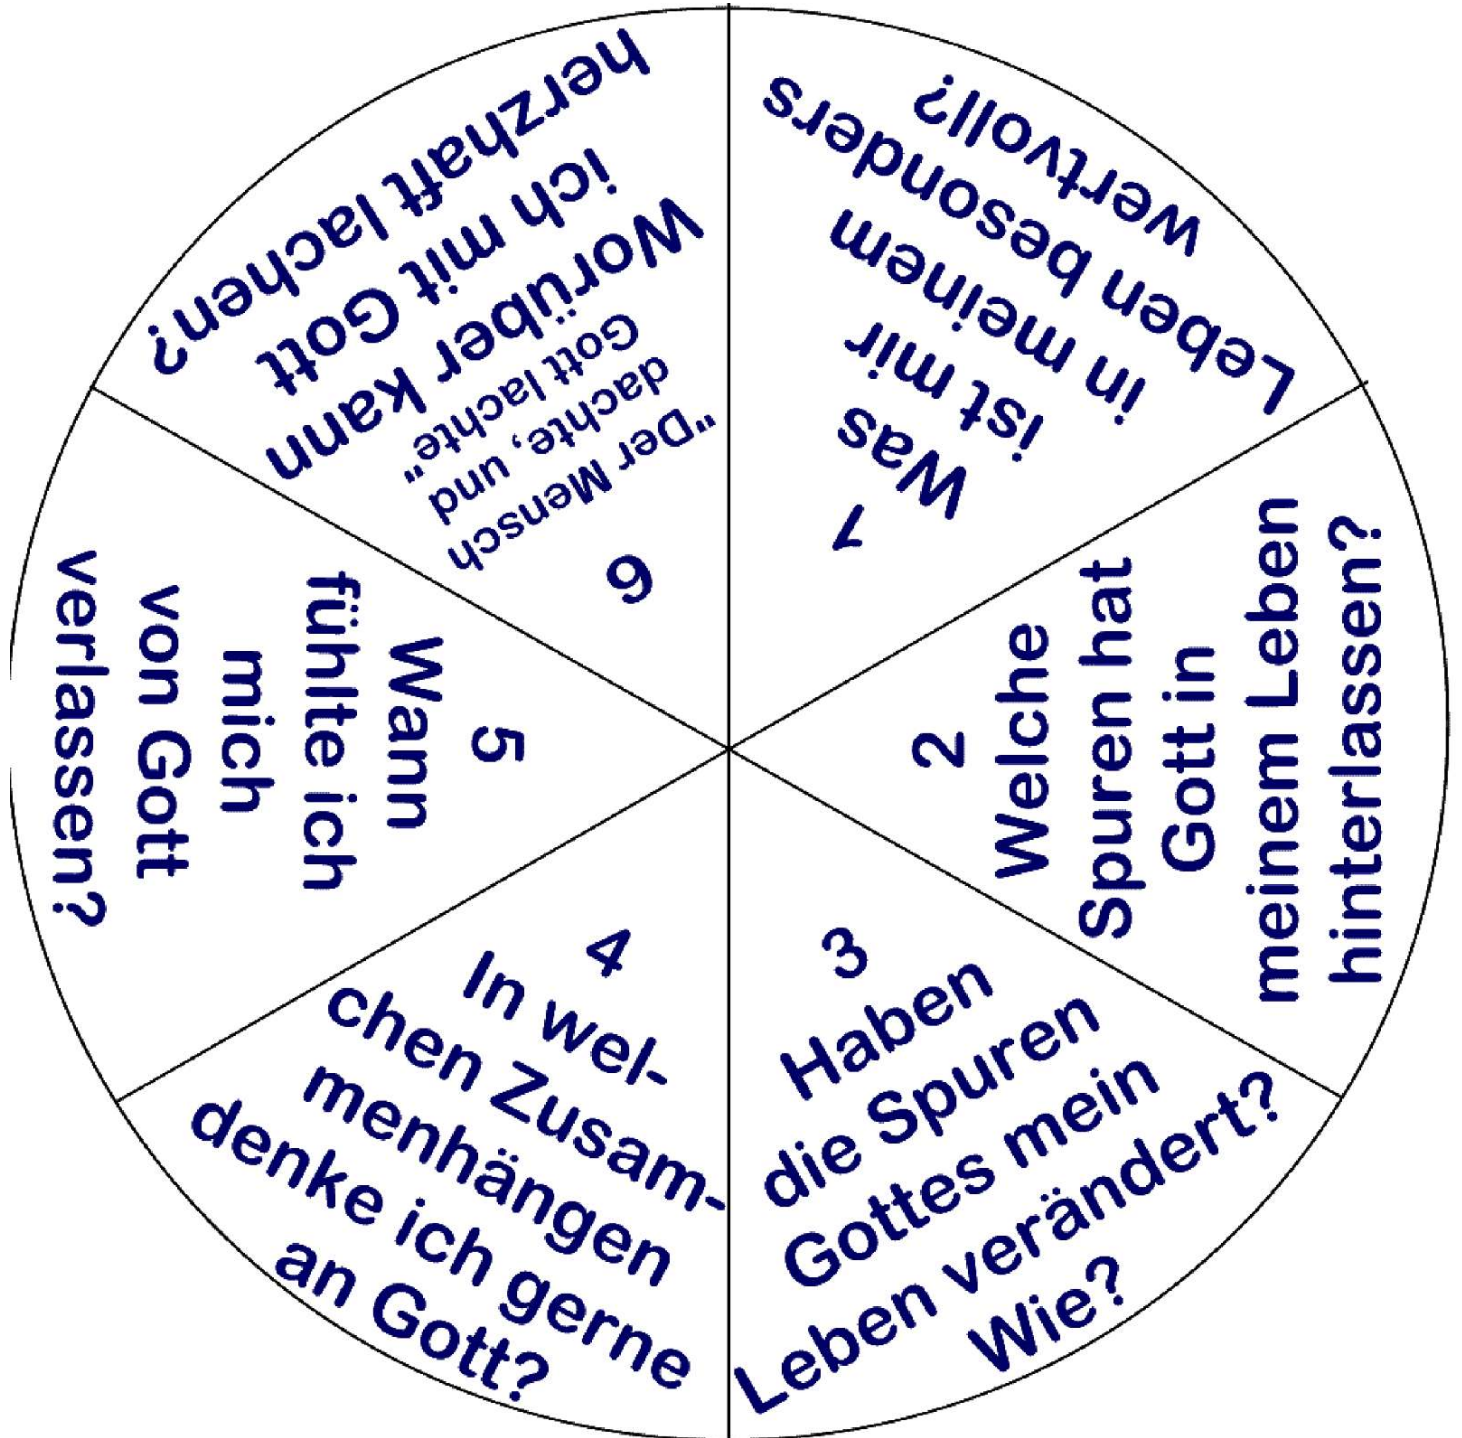 1
Was
ist mir
in meinem
Leben besonders
wertvoll?
2
Welche
Spuren hat
Gott in
meinem Leben
hinterlassen?
3
Haben
die Spuren
Gottes mein
Leben verändert?
Wie?
4
In wel-
chen Zusam-
menhängen
denke ich gerne
an Gott?
5
Wann
fühlte ich
mich
von Gott
verlassen?
6
"Der Mensch
dachte, und
Gott lachte"
Worüber kann
ich mit Gott
herzhaft lachen?